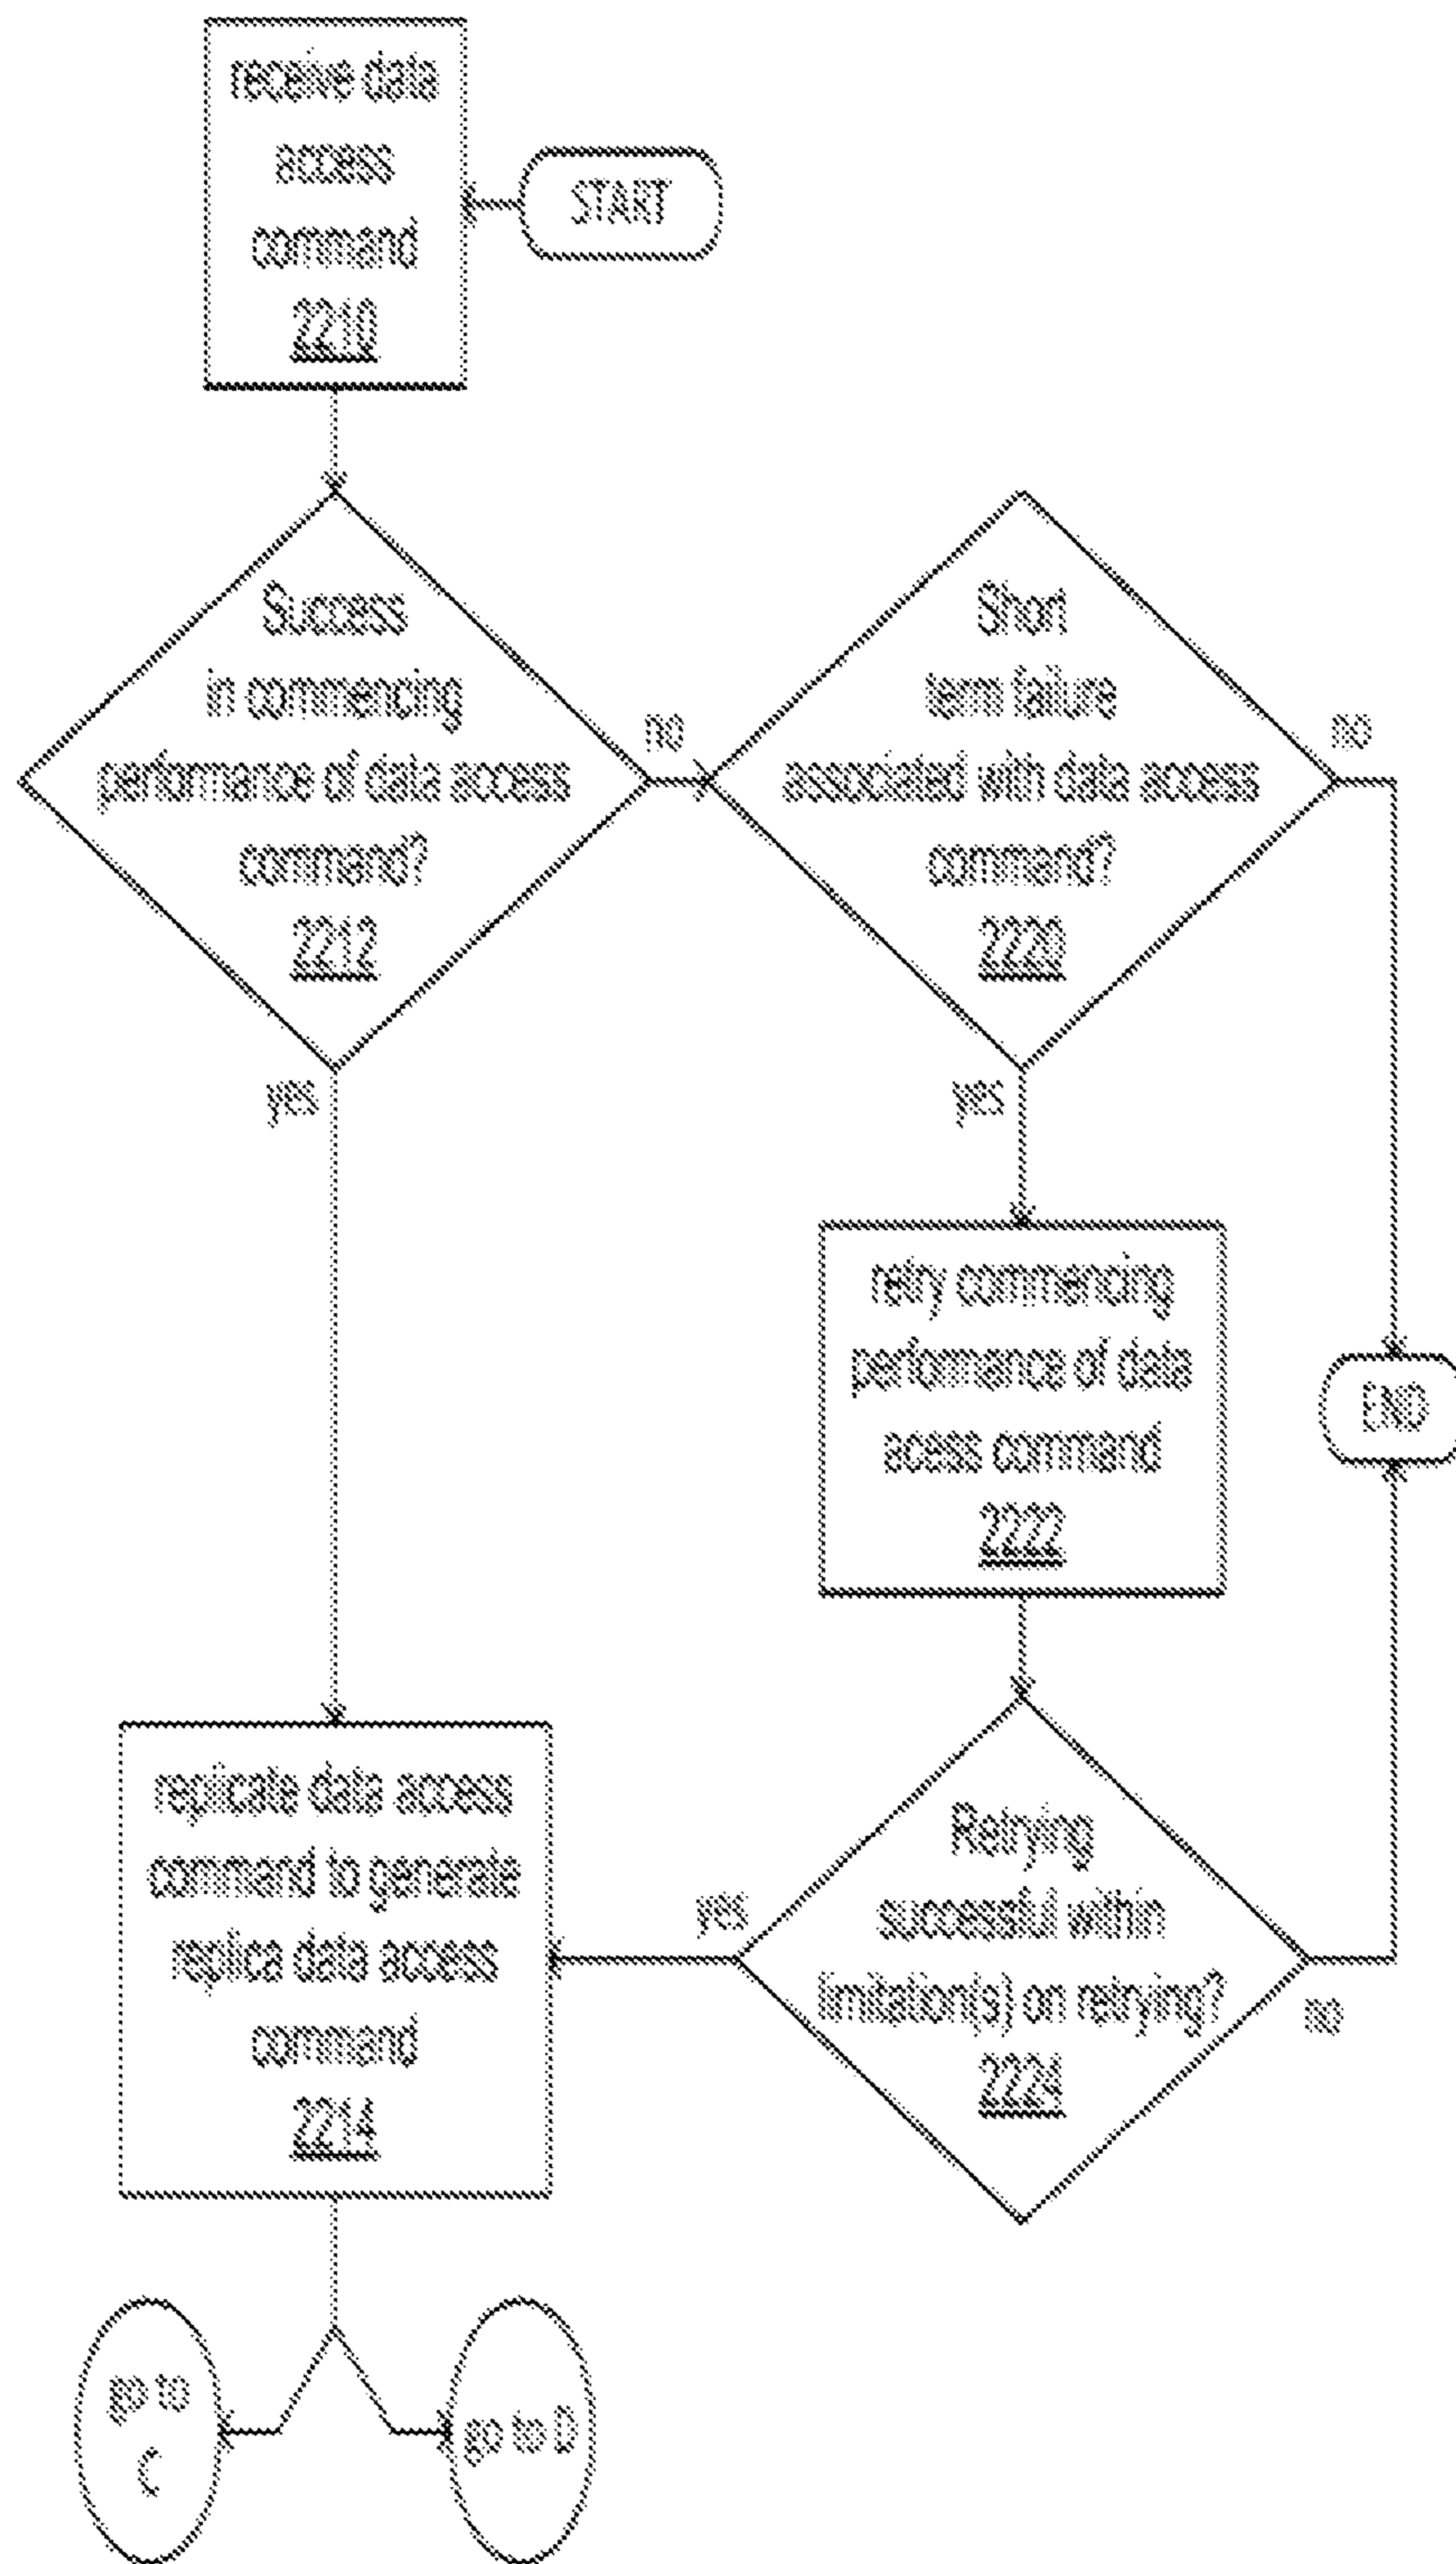 receive data
access
command
2210
START
Success
in commencing
performance of data access
command?
2212
no
yes
Short
term failure
associated with data access
command?
2220
no
yes
retry commencing
performance of data
acess command
2222
END
Retrying
successful within
limitation(s) on retrying?
2224
yes
no
replicate data access
command to generate
replica data access
command
2214
go to
C
go to D